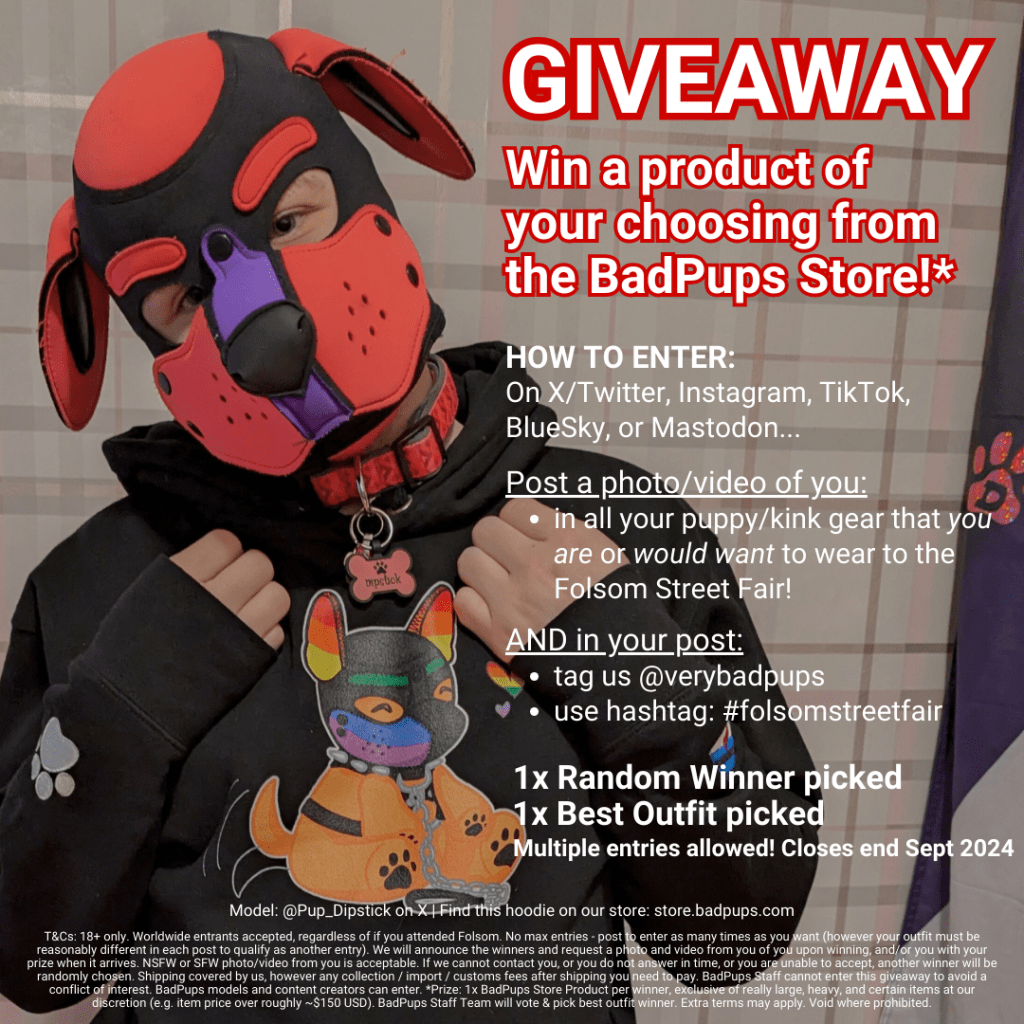 GIVEAWAY
Win a product of
your choosing from
the BadPups Store!*
HOW TO ENTER:
On X/Twitter, Instagram, TikTok,
BlueSky, or Mastodon...
Post a photo/video of you:
• in all your puppy/kink gear that you
are or would want to wear to the
Folsom Street Fair!
AND in your post:
• tag us @verybadpups
• use hashtag: #folsomstreetfair
1x Random Winner picked
1x Best Outfit picked
Multiple entries allowed! Closes end Sept 2024
dipstick
Model: @Pup_Dipstick on X | Find this hoodie on our store: store.badpups.com
T&Cs: 18+ only. Worldwide entrants accepted, regardless of if you attended Folsom. No max entries - post to enter as many times as you want (however your outfit must be
reasonably different in each post to qualify as another entry). We will announce the winners and request a photo and video from you of you upon winning, and/or you with your
prize when it arrives. NSFW or SFW photo/video from you is acceptable. If we cannot contact you, or you do not answer in time, or you are unable to accept, another winner will be
randomly chosen. Shipping covered by us, however any collection / import / customs fees after shipping you need to pay. BadPups Staff cannot enter this giveaway to avoid a
conflict of interest. BadPups models and content creators can enter. *Prize: 1x BadPups Store Product per winner, exclusive of really large, heavy, and certain items at our
discretion (e.g. item price over roughly ~$150 USD). BadPups Staff Team will vote & pick best outfit winner. Extra terms may apply. Void where prohibited.